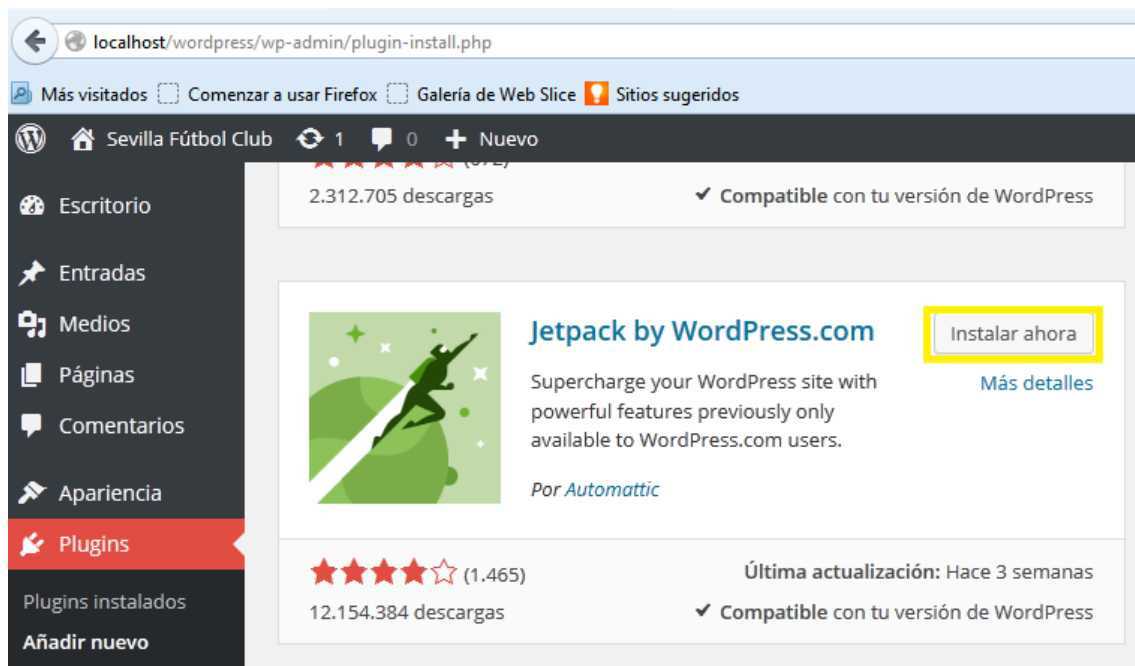 localhost/wordpress/wp-admin/plugin-install.php
Más visitados Comenzar a usar Firefox Galería de Web Slice Sitios sugeridos
Sevilla Fútbol Club 1 0 + Nuevo
2.312.705 descargas
✔ Compatible con tu versión de WordPress
Escritorio
Entradas
Medios
Páginas
Comentarios
Apariencia
Plugins
Plugins instalados
Añadir nuevo
Jetpack by WordPress.com
Instalar ahora
Más detalles
Supercharge your WordPress site with
powerful features previously only
available to WordPress.com users.
Por Automattic
(1.465)
Última actualización: Hace 3 semanas
12.154.384 descargas
✔ Compatible con tu versión de WordPress